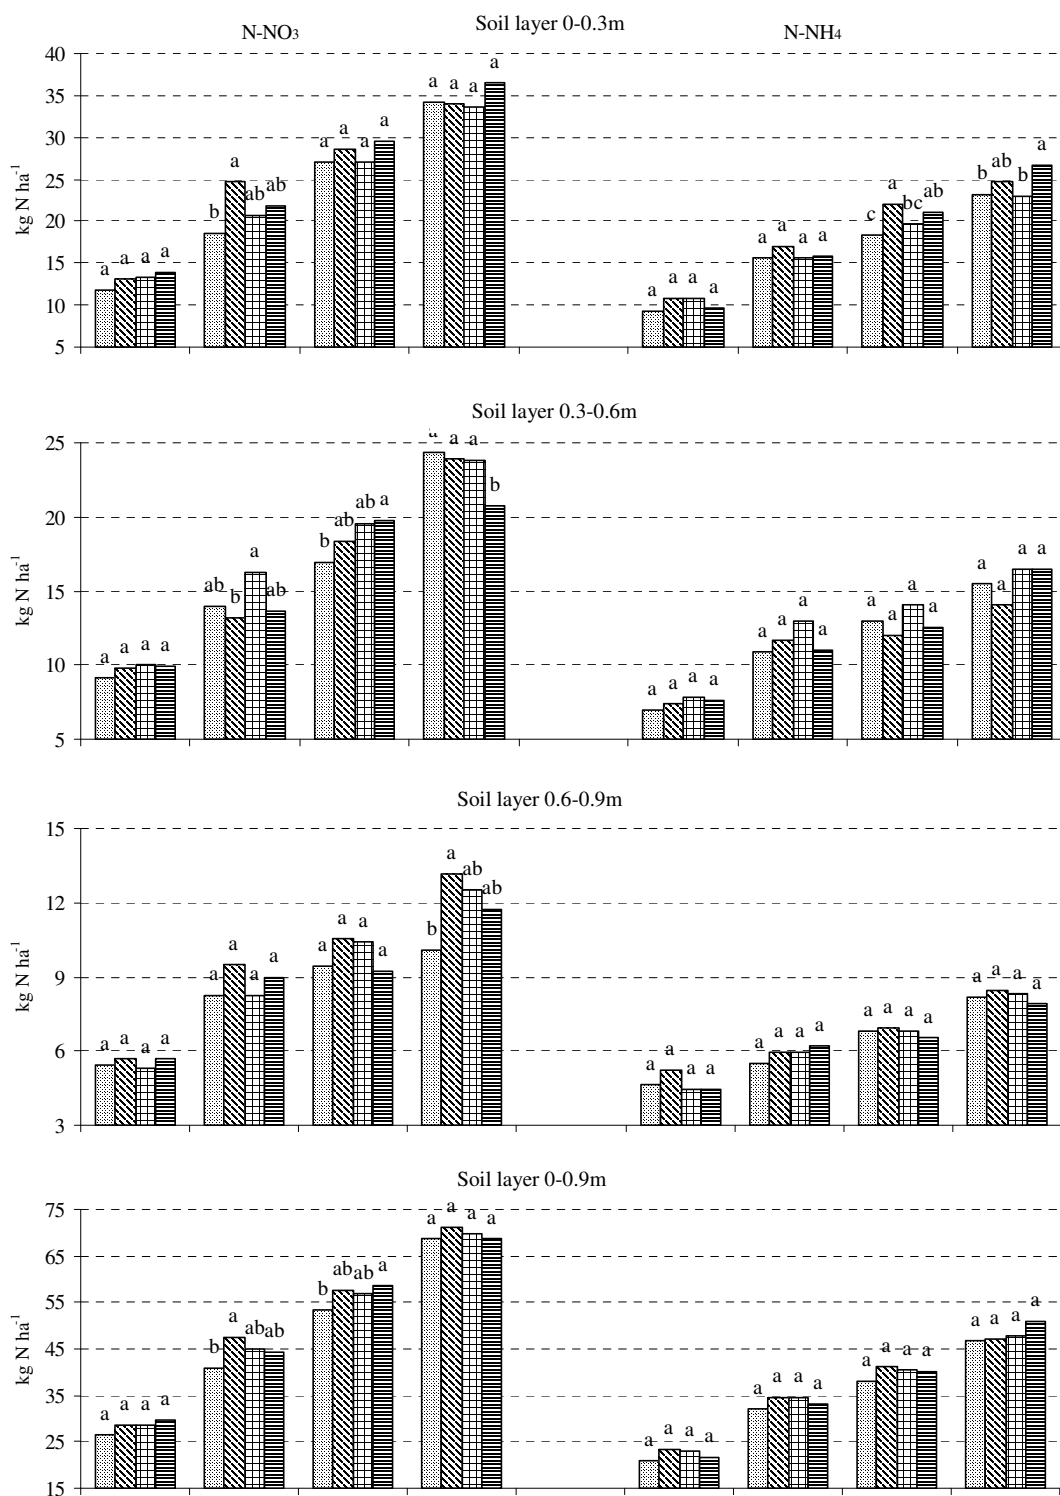 Soil layer 0-0.3m
N-NO3 N-NH4
40
35
30
25
20
15
10
5
kg N ha-1
a a a a
b a ab ab
a a a a
a a a a
a a a a
a a a a
c a bc ab
b ab b a
Soil layer 0.3-0.6m
25
20
15
10
5
kg N ha-1
a a a a
ab b a ab
b ab ab a
a a b
a a a a
a a a a
a a a a
a a a a
Soil layer 0.6-0.9m
15
12
9
6
3
kg N ha-1
a a a a
a a a a
a a a a
b a ab ab
a a a a
a a a a
a a a a
a a a a
Soil layer 0-0.9m
75
65
55
45
35
25
15
kg N ha-1
a a a a
b a ab ab
b ab ab a
a a a a
a a a a
a a a a
a a a a
a a a a